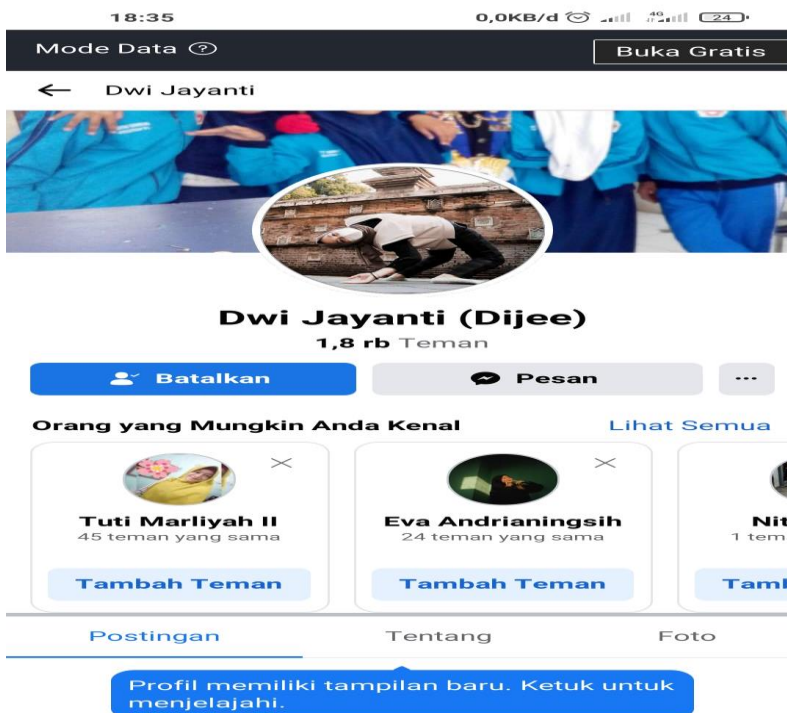 18:35 0,0KB/d 4G 24
Mode Data ? Buka Gratis
Dwi Jayanti
Dwi Jayanti (Dijee)
1,8 rb Teman
Batalkan Pesan
Orang yang Mungkin Anda Kenal Lihat Semua
Tuti Marliyah II Eva Andrianingsih Nit
45 teman yang sama 24 teman yang sama 1 tem
Tambah Teman Tambah Teman Tamb
Postingan Tentang Foto
Profil memiliki tampilan baru. Ketuk untuk
menjelajahi.